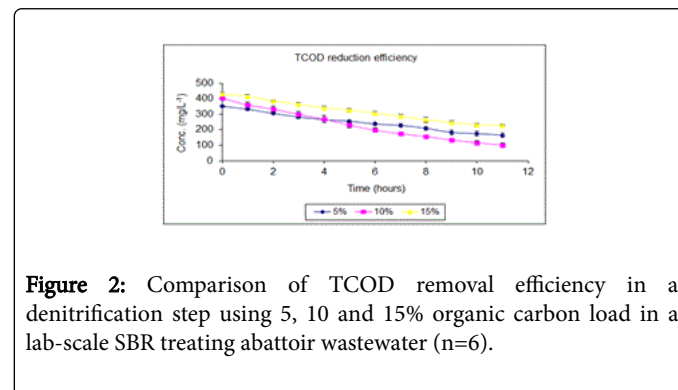 TCOD reduction efficiency
500
400
300
200
100
0
Conc. (mg/L-1)
0 2 4 6 8 10 12
Time (hours)
5% 10% 15%
Figure 2: Comparison of TCOD removal efficiency in a
denitrification step using 5, 10 and 15% organic carbon load in a
lab-scale SBR treating abattoir wastewater (n=6).